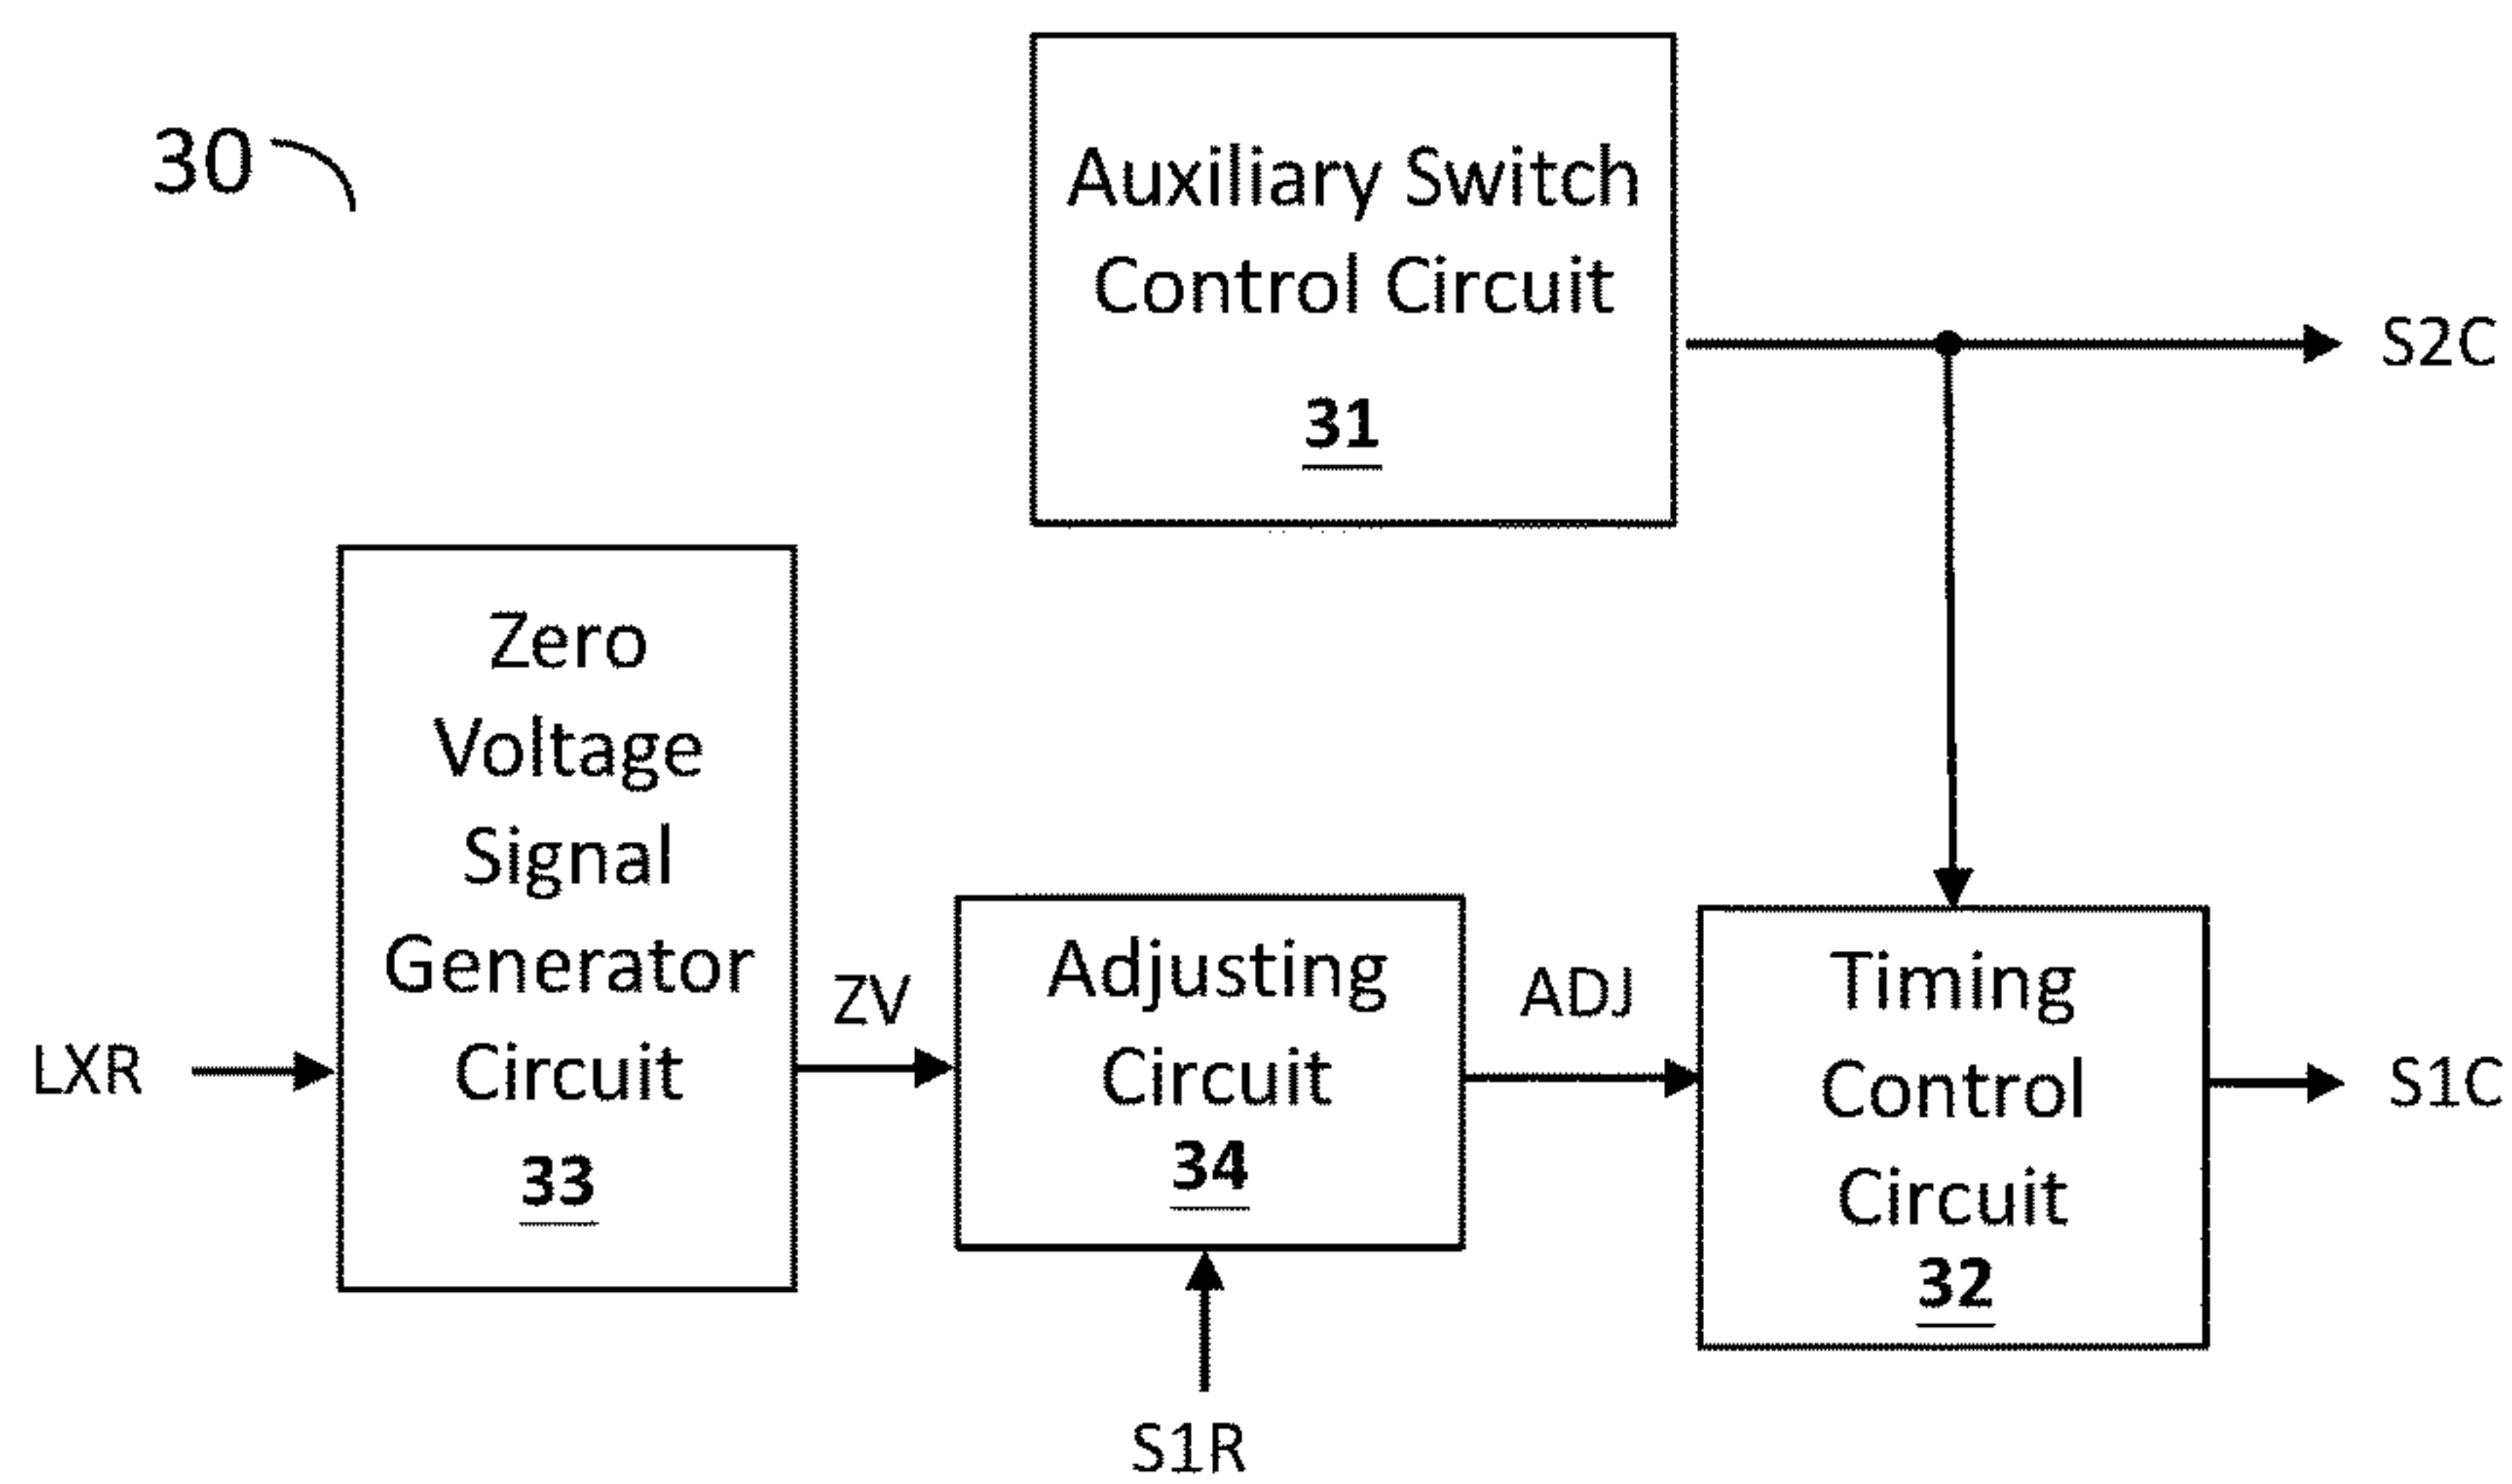 30
Auxiliary Switch
Control Circuit
31
S2C
Zero
Voltage
Signal
Generator
Circuit
33
LXR
ZV
Adjusting
Circuit
34
S1R
ADJ
Timing
Control
Circuit
32
S1C